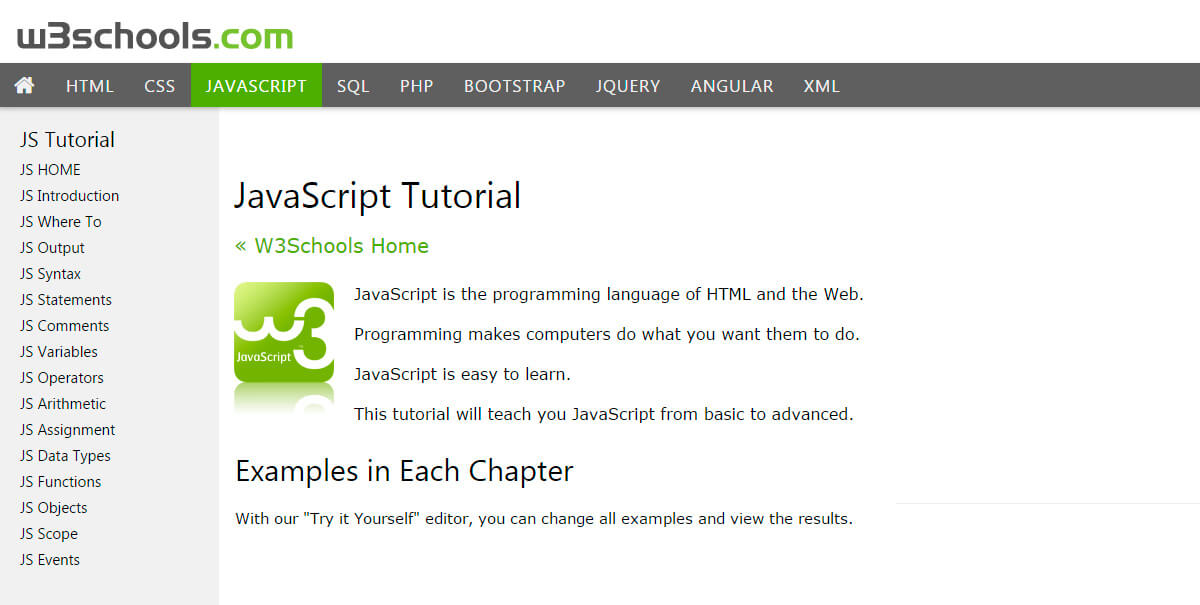 w3schools.com
HTML CSS JAVASCRIPT SQL PHP BOOTSTRAP JQUERY ANGULAR XML
JS Tutorial
JS HOME
JS Introduction
JS Where To
JS Output
JS Syntax
JS Statements
JS Comments
JS Variables
JS Operators
JS Arithmetic
JS Assignment
JS Data Types
JS Functions
JS Objects
JS Scope
JS Events
JavaScript Tutorial
« W3Schools Home
w3
JavaScript™
JavaScript is the programming language of HTML and the Web.
Programming makes computers do what you want them to do.
JavaScript is easy to learn.
This tutorial will teach you JavaScript from basic to advanced.
Examples in Each Chapter
With our "Try it Yourself" editor, you can change all examples and view the results.